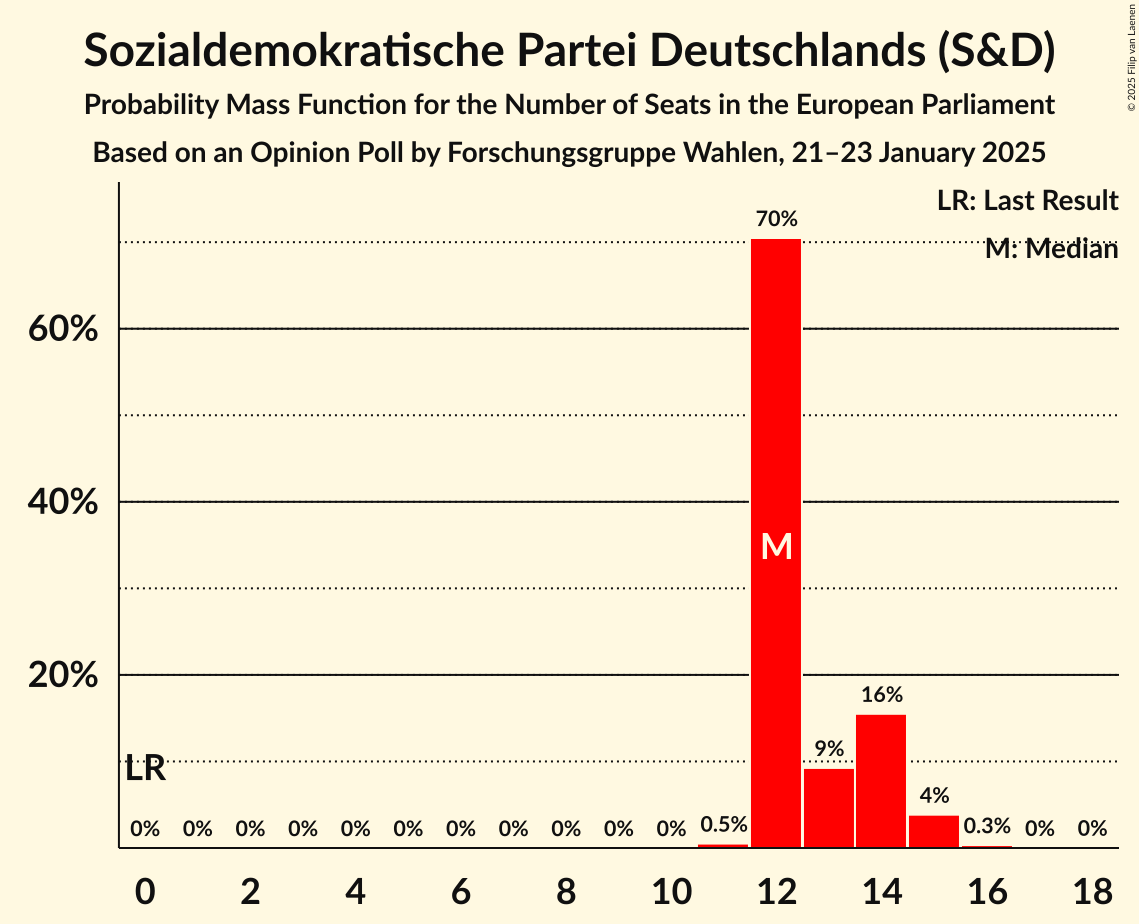 Sozialdemokratische Partei Deutschlands (S&D)
Probability Mass Function for the Number of Seats in the European Parliament
Based on an Opinion Poll by Forschungsgruppe Wahlen, 21–23 January 2025
© 2025 Filip van Laenen
LR: Last Result
M: Median
70%
60%
40%
M
20%
16%
9%
LR
4%
0% 0% 0% 0% 0% 0% 0% 0% 0% 0% 0% 0.5% 0.3% 0% 0%
0 2 4 6 8 10 12 14 16 18